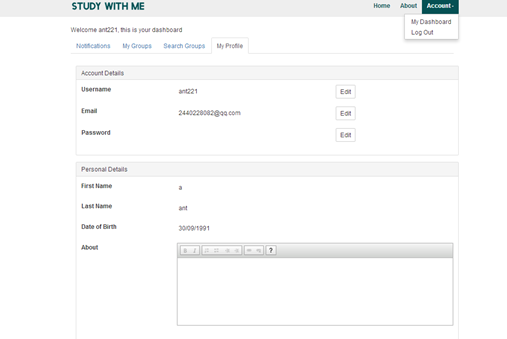 STUDY WITH ME
Home About Account
My Dashboard
Log Out
Welcome ant221, this is your dashboard
Notifications My Groups Search Groups My Profile
Account Details
Username ant221 Edit
Email 2440228082@qq.com Edit
Password Edit
Personal Details
First Name a
Last Name ant
Date of Birth 30/09/1991
About
B I ?